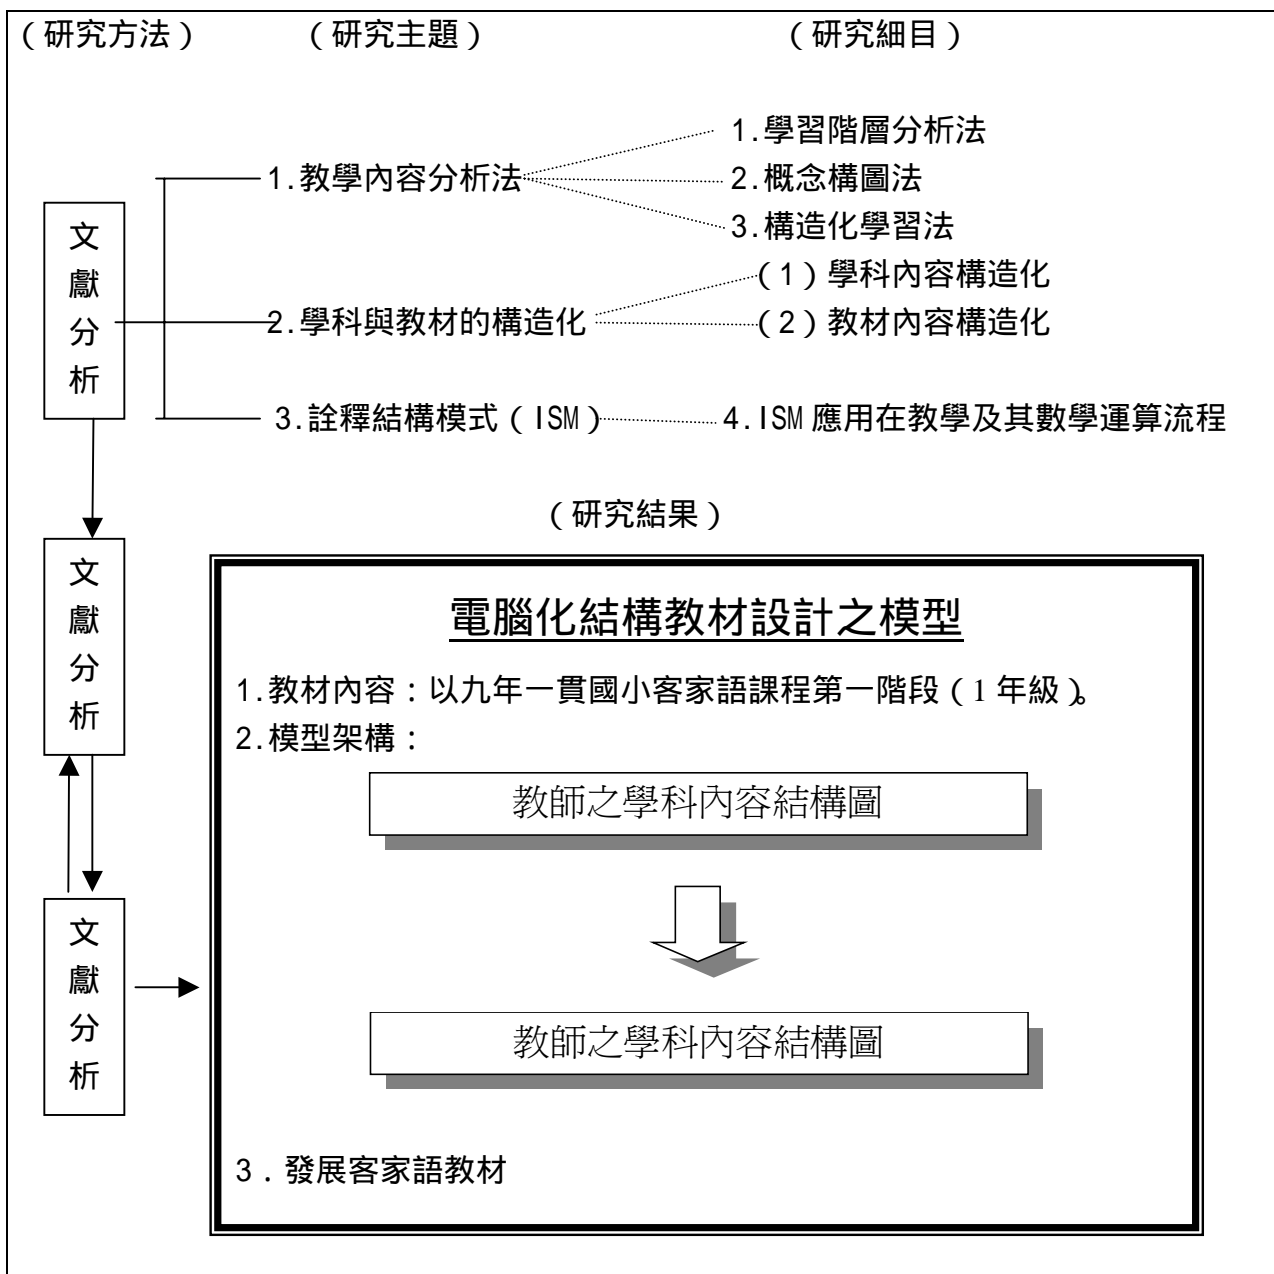 （研究方法） （研究主題） （研究細目）
1.學習階層分析法
1.教學內容分析法 2.概念構圖法
3.構造化學習法
文獻分析
（1）學科內容構造化
2.學科與教材的構造化 （2）教材內容構造化
3.詮釋結構模式（ISM） 4.ISM 應用在教學及其數學運算流程
（研究結果）
文獻分析
電腦化結構教材設計之模型
1.教材內容：以九年一貫國小客家語課程第一階段（1 年級）。
2.模型架構：
教師之學科內容結構圖
文獻分析
教師之學科內容結構圖
3．發展客家語教材